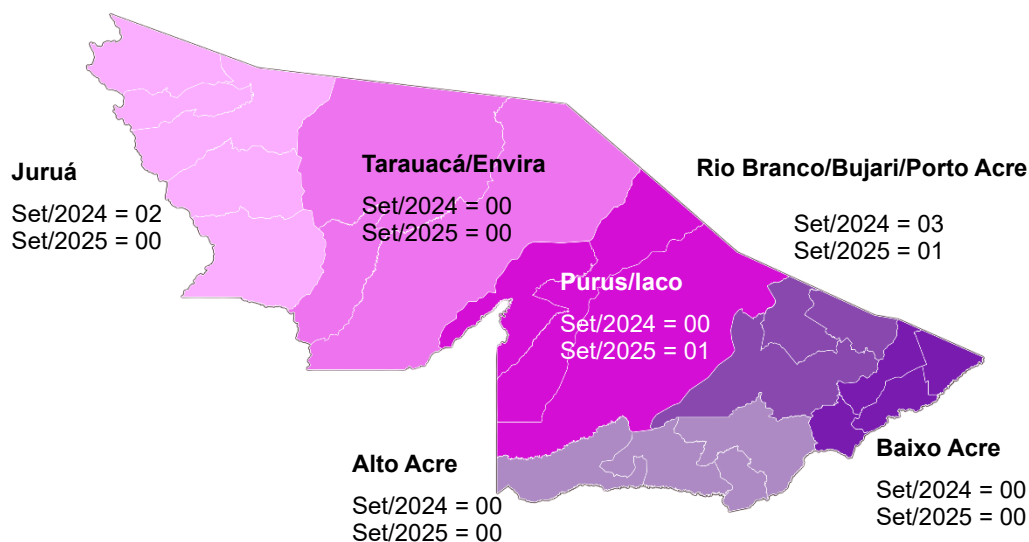 Juruá
Set/2024 = 02
Set/2025 = 00
Tarauacá/Envira
Set/2024 = 00
Set/2025 = 00
Rio Branco/Bujari/Porto Acre
Set/2024 = 03
Set/2025 = 01
Purus/Iaco
Set/2024 = 00
Set/2025 = 01
Alto Acre
Set/2024 = 00
Set/2025 = 00
Baixo Acre
Set/2024 = 00
Set/2025 = 00